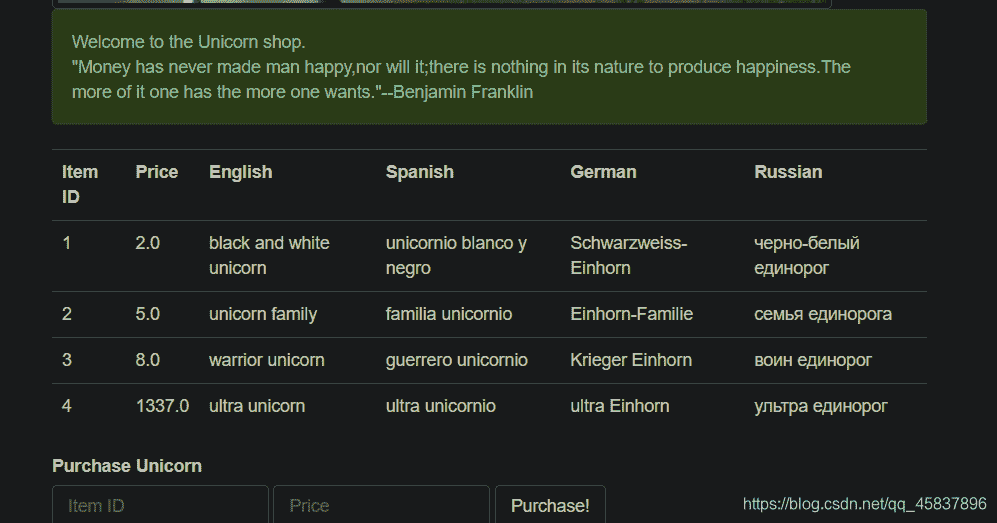 Welcome to the Unicorn shop.
"Money has never made man happy,nor will it;there is nothing in its nature to produce happiness.The
more of it one has the more one wants."--Benjamin Franklin
Item ID Price English Spanish German Russian
1 2.0 black and white unicorn unicornio blanco y negro Schwarzweiss-Einhorn черно-белый единорог
2 5.0 unicorn family familia unicornio Einhorn-Familie семья единорога
3 8.0 warrior unicorn guerrero unicornio Krieger Einhorn воин единорог
4 1337.0 ultra unicorn ultra unicornio ultra Einhorn ультра единорог
Purchase Unicorn
Item ID Price Purchase!
https://blog.csdn.net/qq_45837896